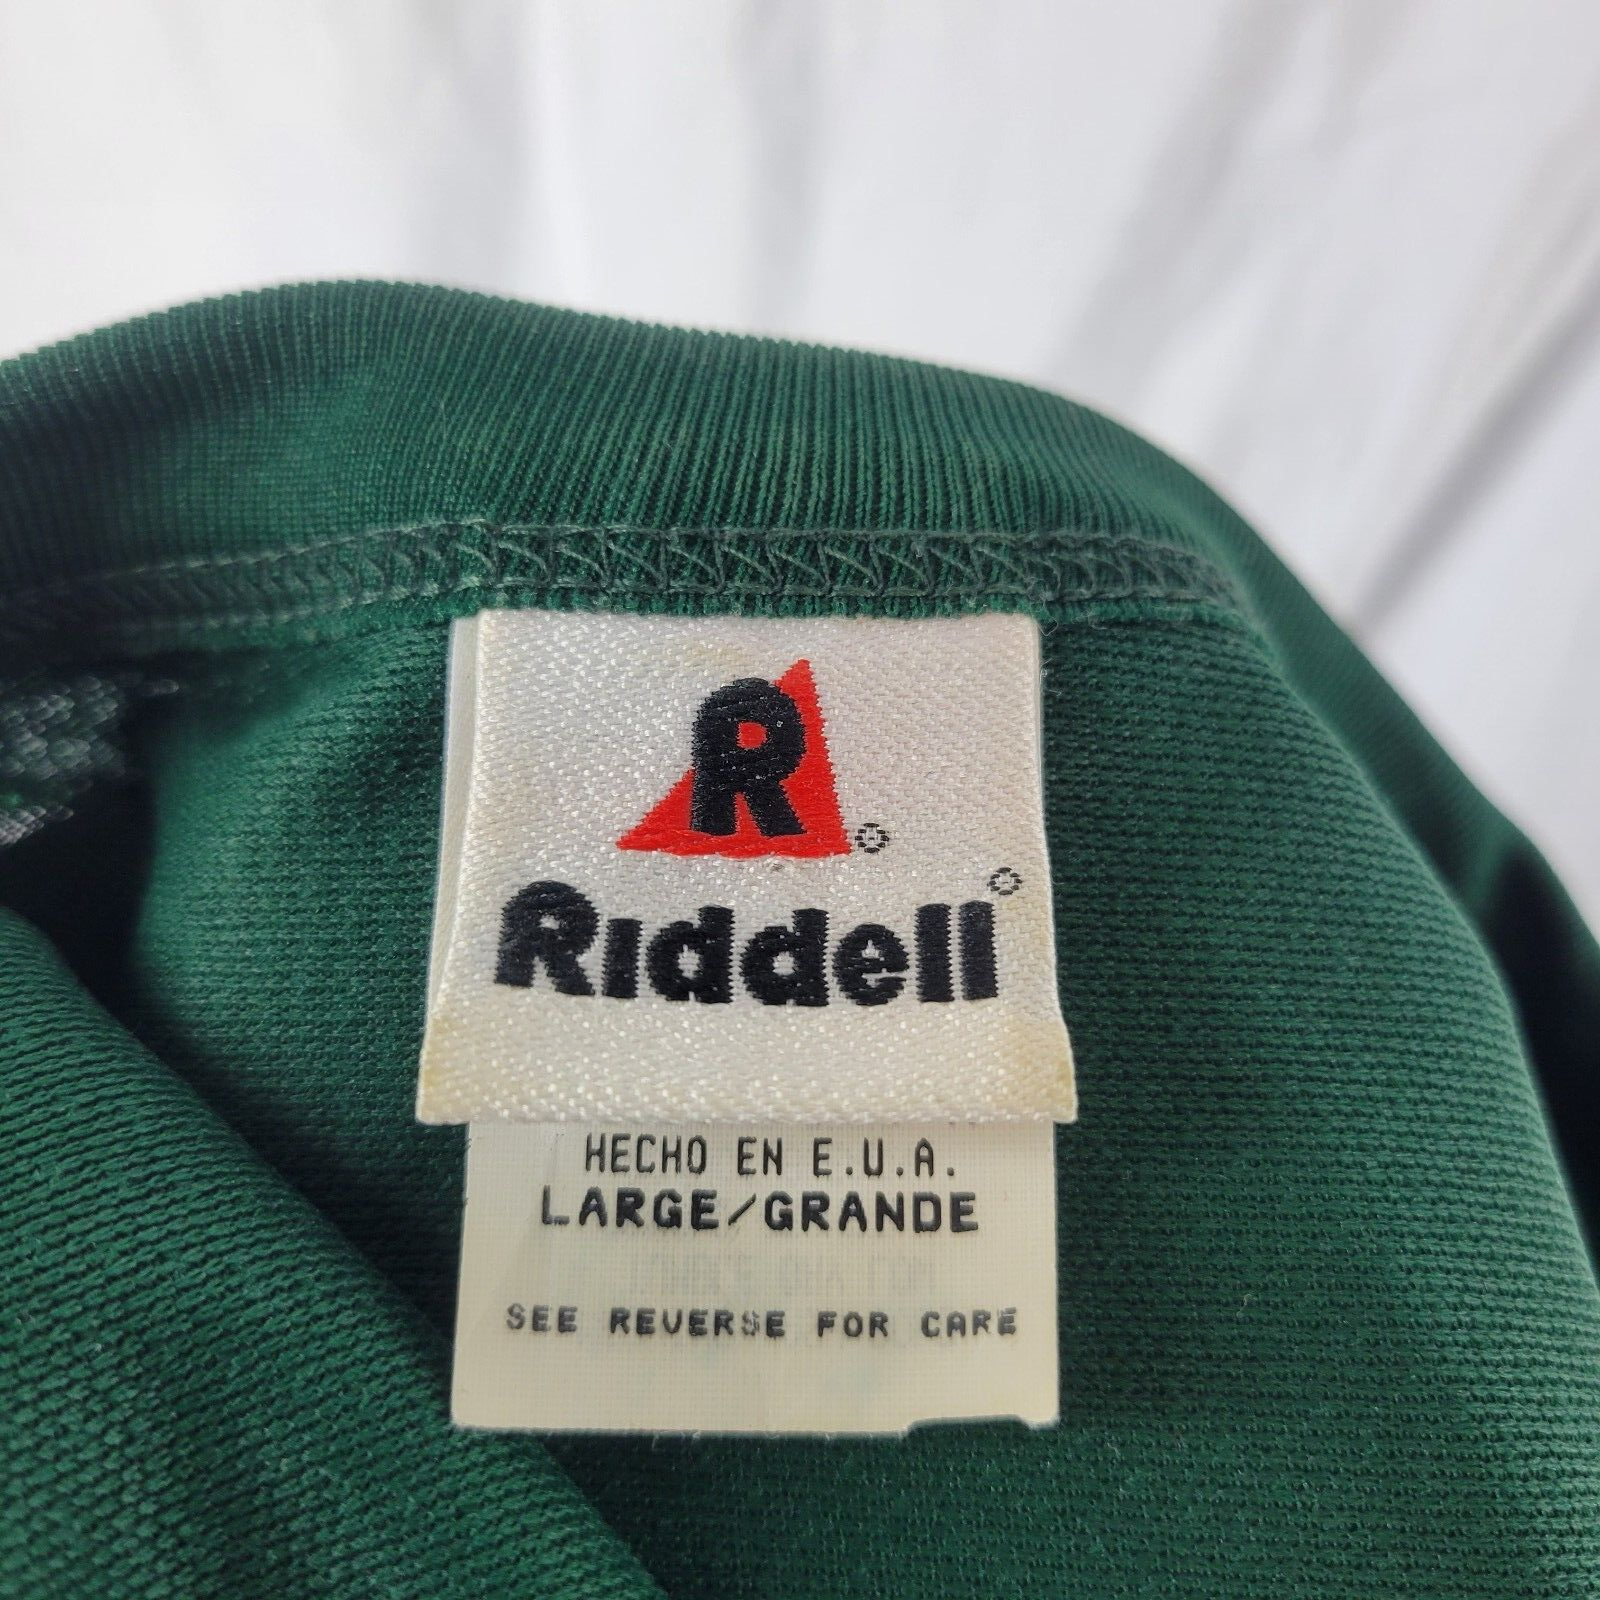 R®
Riddell®
HECHO EN E.U.A.
LARGE/GRANDE
SEE REVERSE FOR CARE